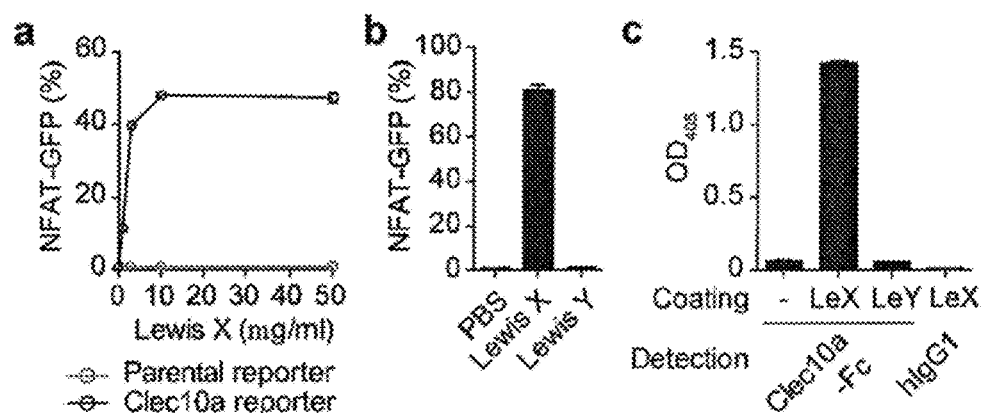 a
NFAT-GFP (%)
60
40
20
0
0 10 20 30 40 50
Lewis X (mg/ml)
Parental reporter
Clec10a reporter
b
NFAT-GFP (%)
100
80
60
40
20
0
PBS
Lewis X
Lewis Y
c
OD405
1.5
1.0
0.5
0
Coating - LeX LeY LeX
Detection Clec10a -Fc hIgG1